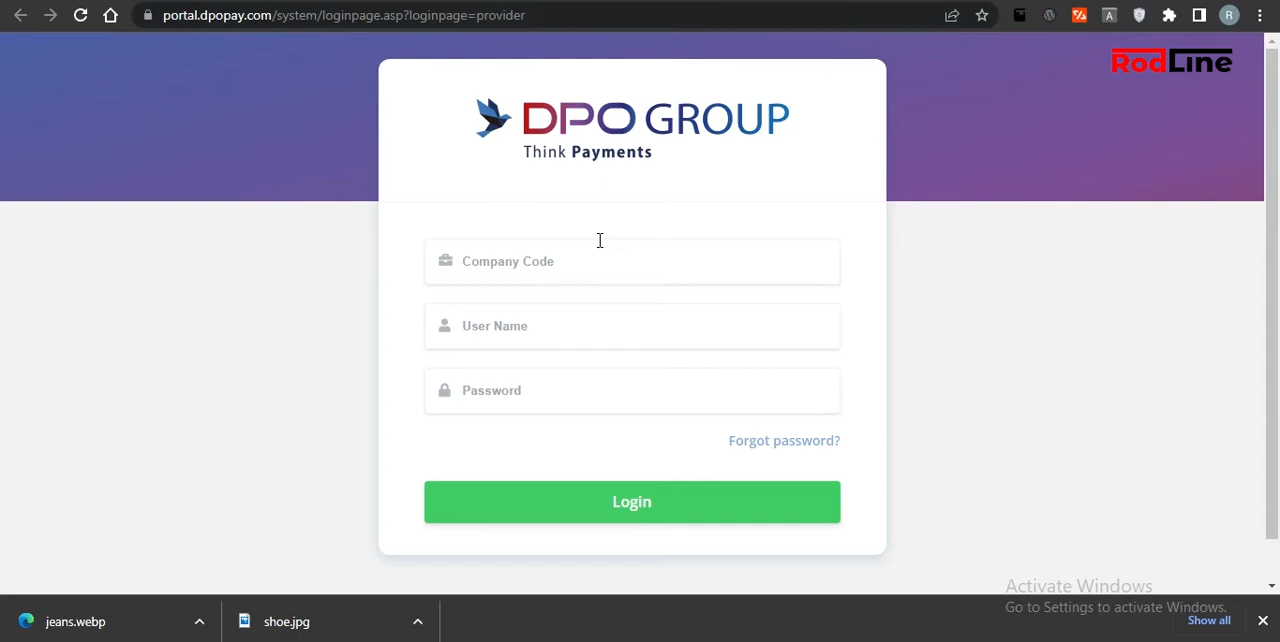 portal.dpopay.com/system/loginpage.asp?loginpage=provider
A
R
RodLine
DPO GROUP
Think Payments
Company Code
User Name
Password
Forgot password?
Login
Activate Windows
Go to Settings to activate Windows.
jeans.webp
shoe.jpg
Show all